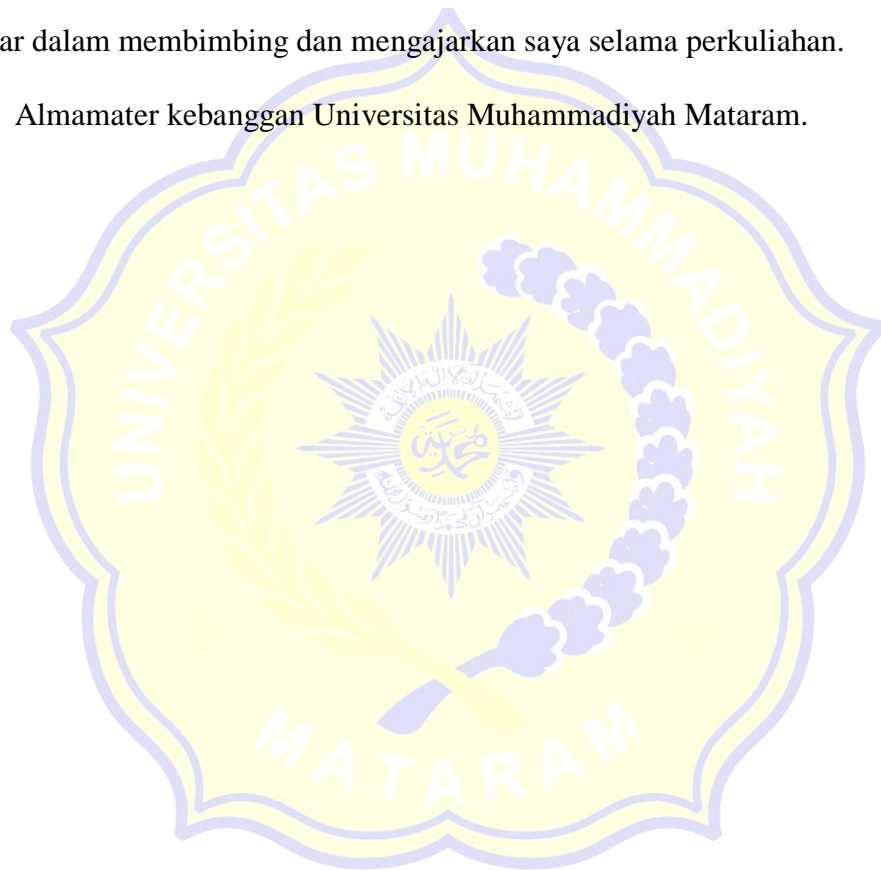 ar dalam membimbing dan mengajarkan saya selama perkuliahan.
Almamater kebanggan Universitas Muhammadiyah Mataram.
UNIVERSITAS MUHAMMADIYAH
MATARAM